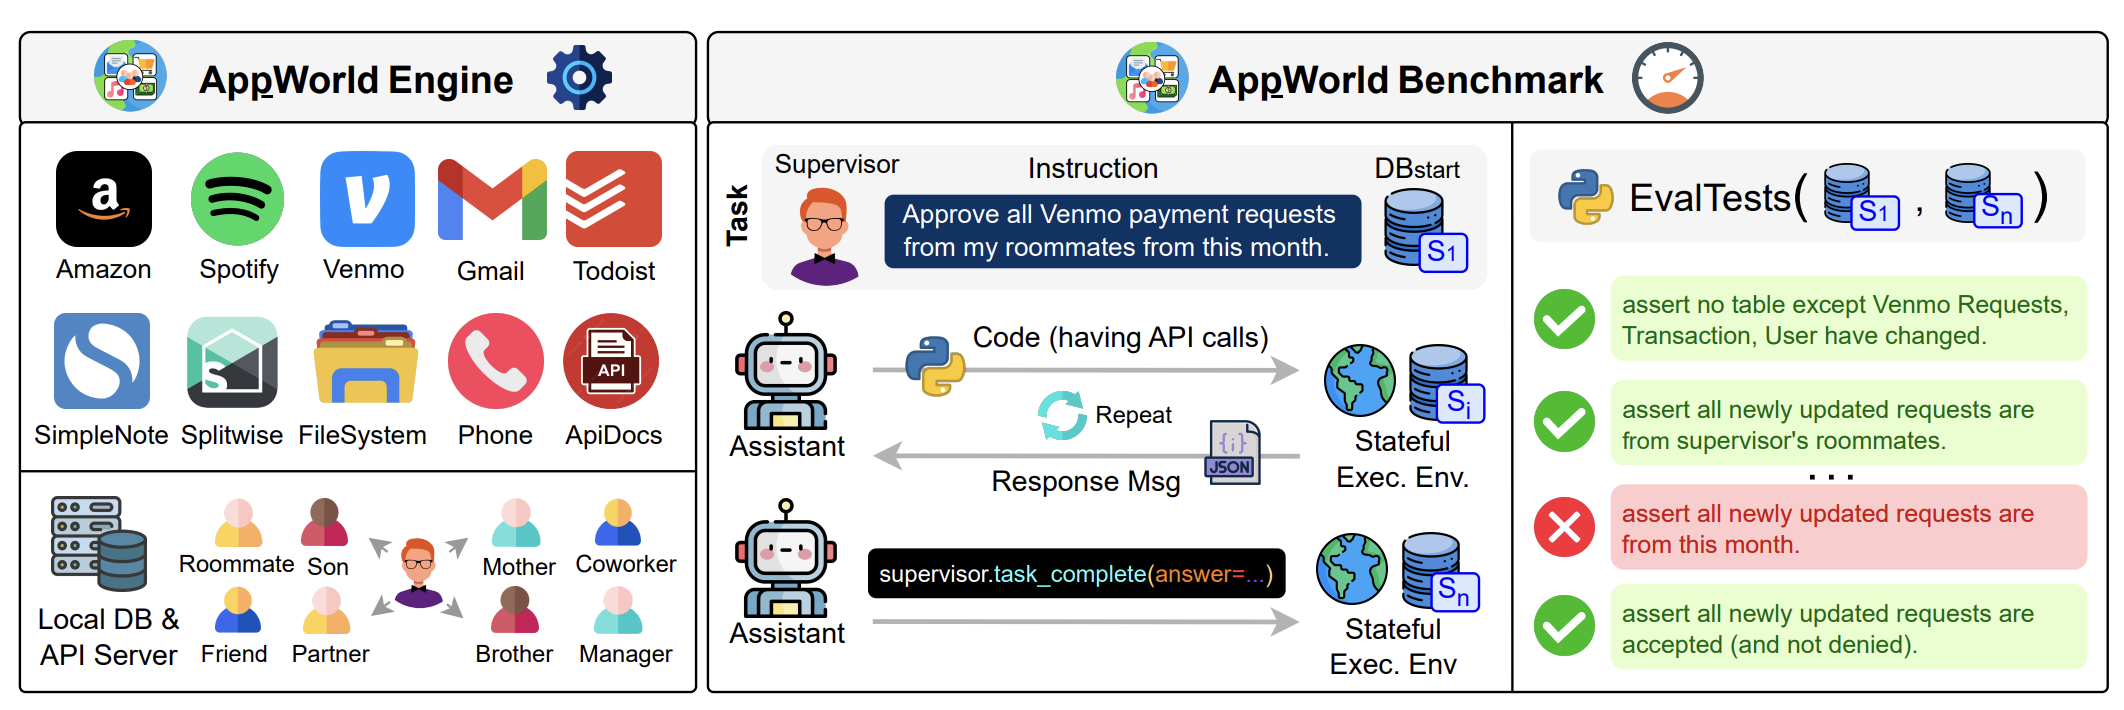 AppWorld Engine
a
Amazon
Spotify
v
Venmo
Gmail
Todoist
SimpleNote
S
Splitwise
FileSystem
Phone
API
ApiDocs
Local DB &
API Server
Roommate
Son
Mother
Coworker
Friend
Partner
Brother
Manager
AppWorld Benchmark
Task
Supervisor
Instruction
Approve all Venmo payment requests
from my roommates from this month.
DBstart
S1
Assistant
Code (having API calls)
Repeat
{i}
JSON
Response Msg
Si
Stateful
Exec. Env.
Assistant
supervisor.task_complete(answer=...)
Sn
Stateful
Exec. Env
EvalTests( S1 , Sn )
assert no table except Venmo Requests,
Transaction, User have changed.
assert all newly updated requests are
from supervisor's roommates.
...
assert all newly updated requests are
from this month.
assert all newly updated requests are
accepted (and not denied).